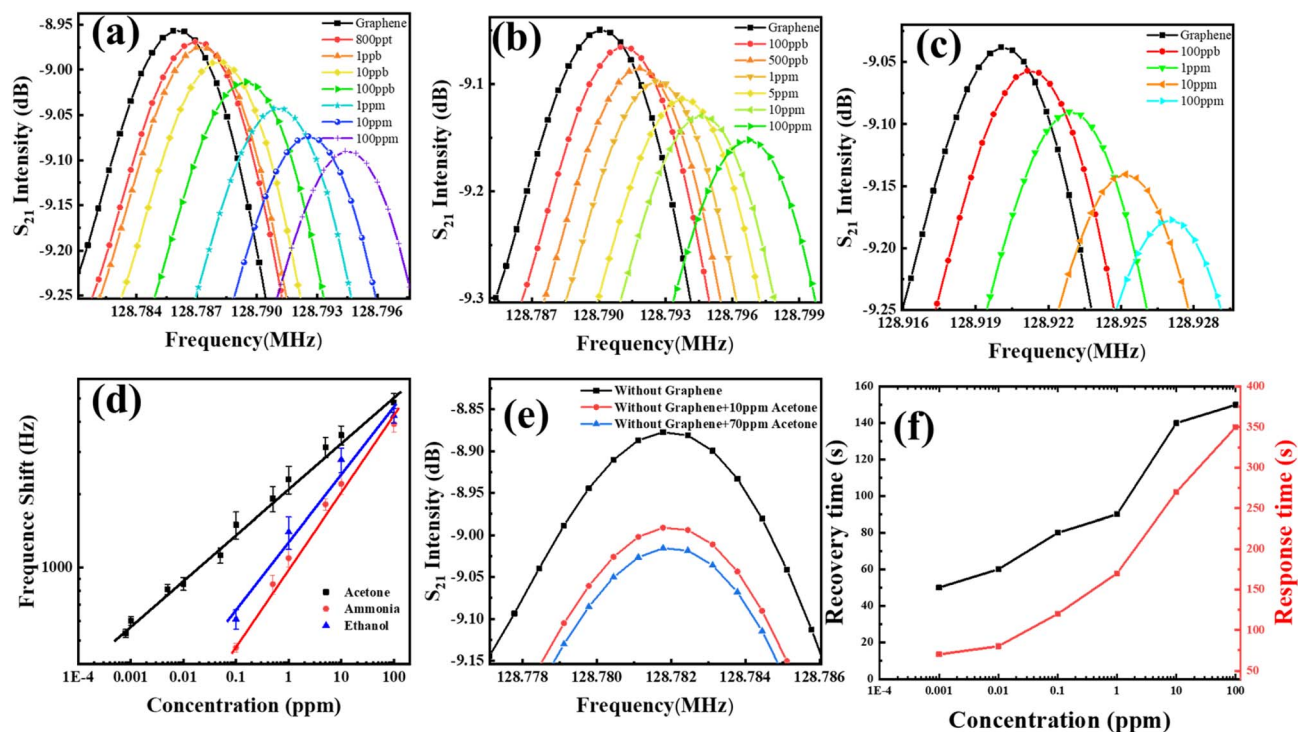 (a)
Graphene
800ppt
1ppb
10ppb
100ppb
1ppm
10ppm
100ppm
-8.95
-9.00
-9.05
-9.10
-9.15
-9.20
-9.25
S21 Intensity (dB)
128.784 128.787 128.790 128.793 128.796
Frequency(MHz)
(b)
Graphene
100ppb
500ppb
1ppm
5ppm
10ppm
100ppm
-9.1
-9.2
-9.3
S21 Intensity (dB)
128.787 128.790 128.793 128.796 128.799
Frequency(MHz)
(c)
Graphene
100ppb
1ppm
10ppm
100ppm
-9.05
-9.10
-9.15
-9.20
-9.25
S21 Intensity (dB)
128.916 128.919 128.922 128.925 128.928
Frequency(MHz)
(d)
1000
Frequence Shift (Hz)
Acetone
Ammonia
Ethanol
1E-4 0.001 0.01 0.1 1 10 100
Concentration (ppm)
(e)
Without Graphene
Without Graphene+10ppm Acetone
Without Graphene+70ppm Acetone
-8.85
-8.90
-8.95
-9.00
-9.05
-9.10
-9.15
S21 Intensity (dB)
128.778 128.780 128.782 128.784 128.786
Frequency(MHz)
(f)
160
140
120
100
80
60
40
20
0
Recovery time (s)
400
350
300
250
200
150
100
50
Response time (s)
1E-4 0.001 0.01 0.1 1 10 100
Concentration (ppm)